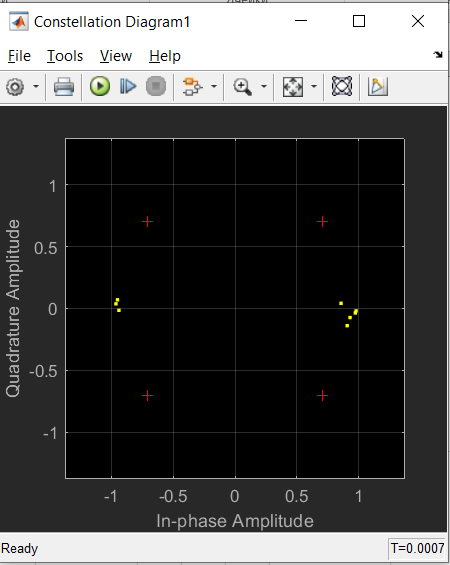 Constellation Diagram1
File Tools View Help
1
0.5
0
-0.5
-1
Quadrature Amplitude
-1 -0.5 0 0.5 1
In-phase Amplitude
Ready T=0.0007